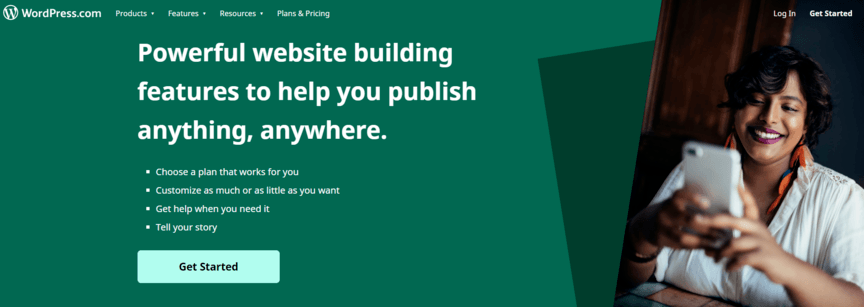 WordPress.com Products Features Resources Plans & Pricing Log In Get Started
Powerful website building
features to help you publish
anything, anywhere.
Choose a plan that works for you
Customize as much or as little as you want
Get help when you need it
Tell your story
Get Started